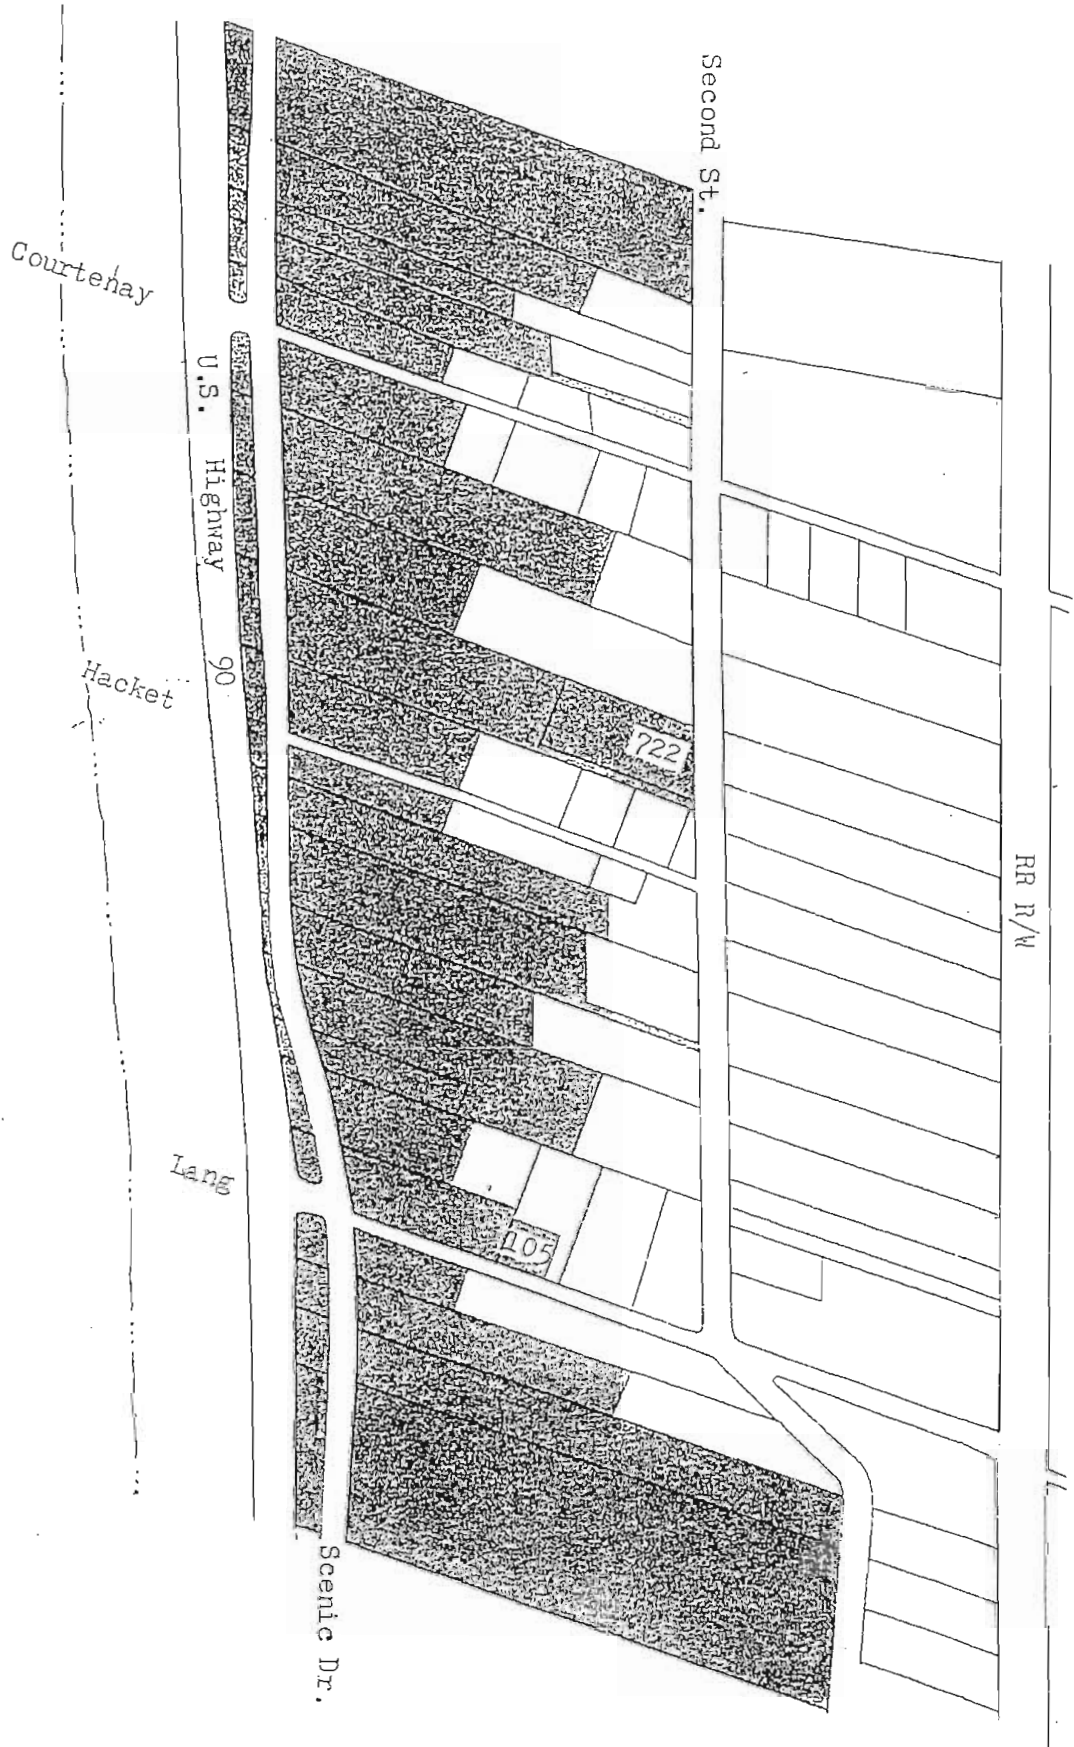 Second St.
Courtenay
U.S. Highway 90
Hacket
722
RR R/W
Lang
105
Scenic Dr.